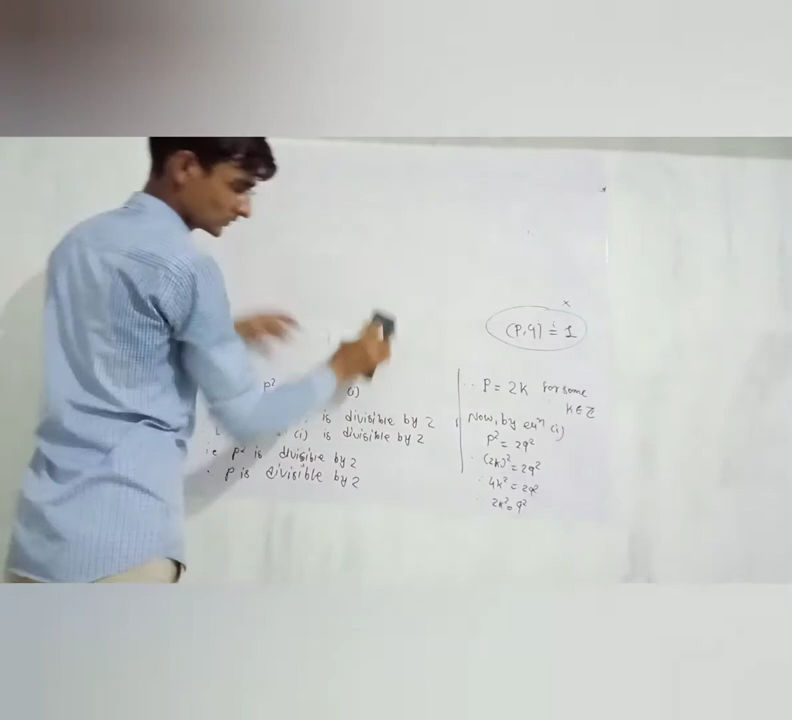 x
(P,q) = 1
p² i)
is divisible by 2
(i) is divisible by 2
i.e p² is divisible by 2
∴ p is divisible by 2
∴ P = 2K for some
K ∈ Z
Now, by eqⁿ (i)
p² = 2q²
(2k)² = 2q²
4k² = 2q²
2k² = q²